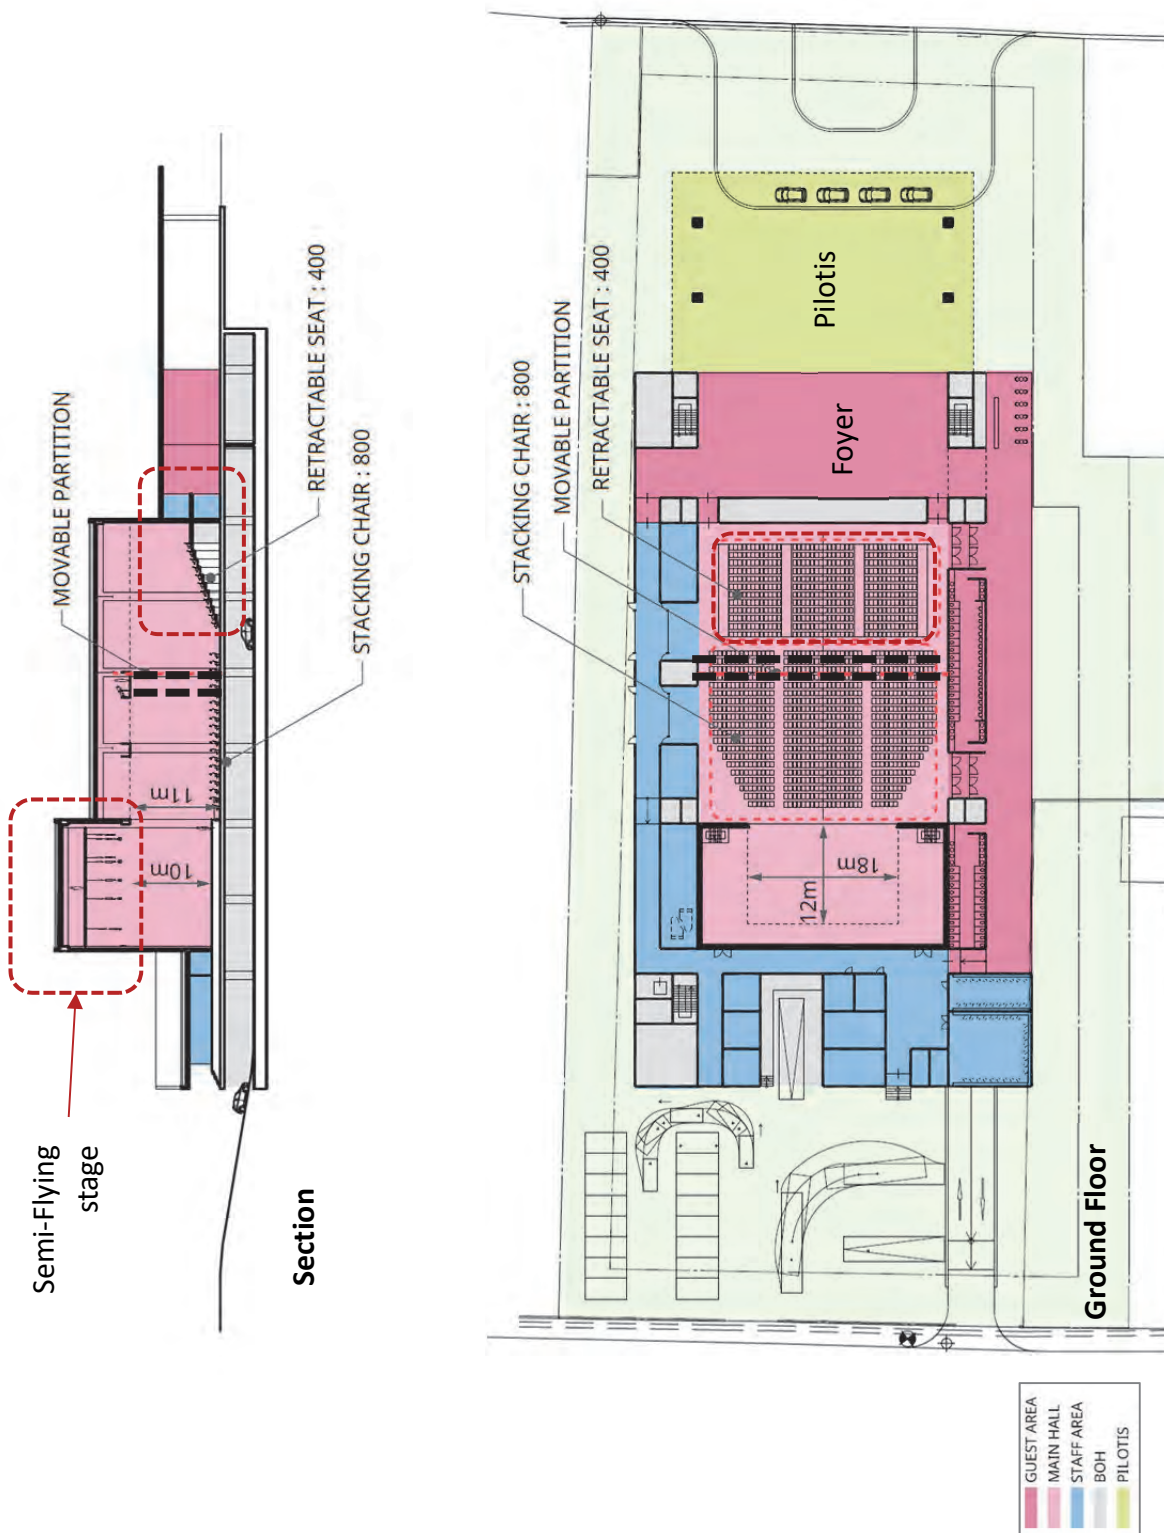 Semi-Flying
stage
MOVABLE PARTITION
10m
11m
RETRACTABLE SEAT : 400
STACKING CHAIR : 800
Section
STACKING CHAIR : 800
MOVABLE PARTITION
RETRACTABLE SEAT : 400
12m
18m
Foyer
Pilotis
Ground Floor
GUEST AREA
MAIN HALL
STAFF AREA
BOH
PILOTIS